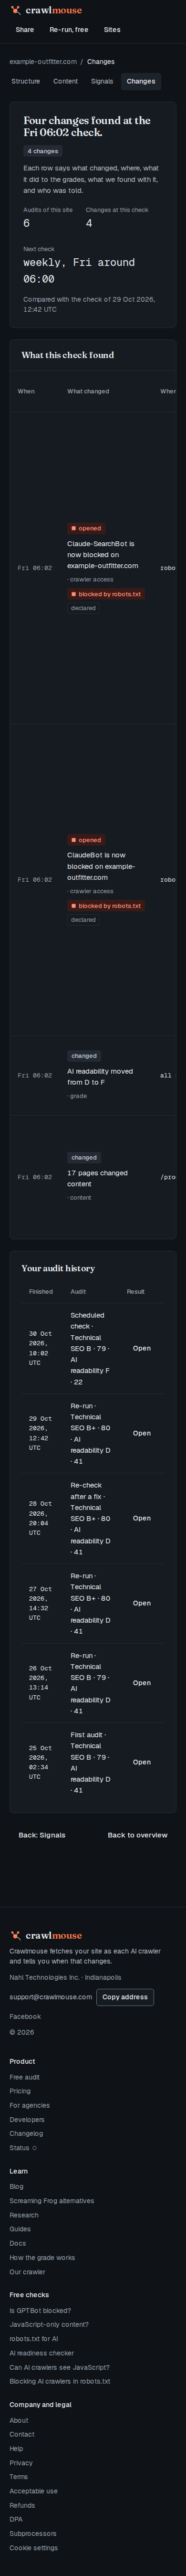 crawlmouse
Share
Re-run, free
Sites
example-outfitter.com / Changes
Structure
Content
Signals
Changes
Four changes found at the
Fri 06:02 check.
4 changes
Each row says what changed, where, what
it did to the grades, what we found with it,
and who was told.
Audits of this site
Changes at this check
6
4
Next check
weekly, Fri around
06:00
Compared with the check of 29 Oct 2026,
12:42 UTC
What this check found
When
What changed
Wher
Fri 06:02
opened
Claude-SearchBot is
now blocked on
example-outfitter.com
· crawler access
blocked by robots.txt
declared
robo
Fri 06:02
opened
ClaudeBot is now
blocked on example-
outfitter.com
· crawler access
blocked by robots.txt
declared
robo
Fri 06:02
changed
AI readability moved
from D to F
· grade
all
Fri 06:02
changed
17 pages changed
content
· content
/pro
Your audit history
Finished
Audit
Result
30 Oct
2026,
10:02
UTC
Scheduled
check ·
Technical
SEO B · 79 ·
AI
readability F
· 22
Open
29 Oct
2026,
12:42
UTC
Re-run ·
Technical
SEO B+ · 80
· AI
readability D
· 41
Open
28 Oct
2026,
20:04
UTC
Re-check
after a fix ·
Technical
SEO B+ · 80
· AI
readability D
· 41
Open
27 Oct
2026,
14:32
UTC
Re-run ·
Technical
SEO B+ · 80
· AI
readability D
· 41
Open
26 Oct
2026,
13:14
UTC
Re-run ·
Technical
SEO B · 79 ·
AI
readability D
· 41
Open
25 Oct
2026,
02:34
UTC
First audit ·
Technical
SEO B · 79 ·
AI
readability D
· 41
Open
Back: Signals
Back to overview
crawlmouse
Crawlmouse fetches your site as each AI crawler
and tells you when that changes.
Nahl Technologies Inc. · Indianapolis
support@crawlmouse.com
Copy address
Facebook
© 2026
Product
Free audit
Pricing
For agencies
Developers
Changelog
Status
Learn
Blog
Screaming Frog alternatives
Research
Guides
Docs
How the grade works
Our crawler
Free checks
Is GPTBot blocked?
JavaScript-only content?
robots.txt for AI
AI readiness checker
Can AI crawlers see JavaScript?
Blocking AI crawlers in robots.txt
Company and legal
About
Contact
Help
Privacy
Terms
Acceptable use
Refunds
DPA
Subprocessors
Cookie settings